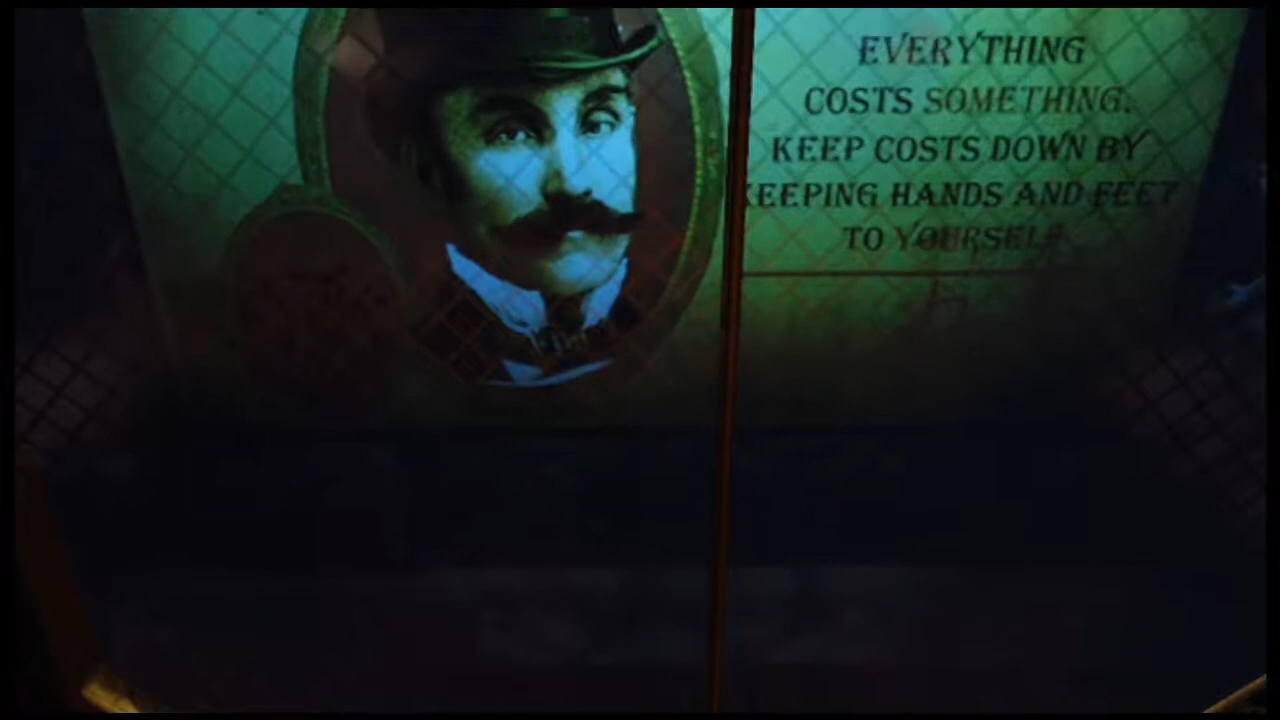 EVERYTHING
COSTS SOMETHING.
KEEP COSTS DOWN BY
KEEPING HANDS AND FEET
TO YOURSELF